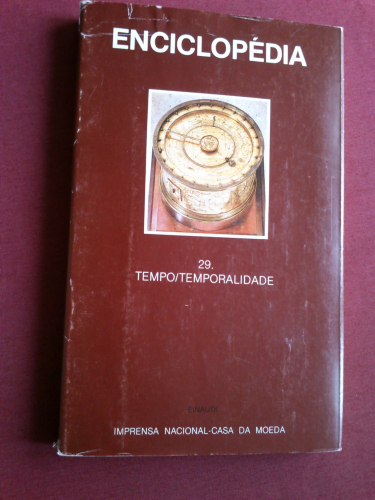 ENCICLOPÉDIA
29.
TEMPO/TEMPORALIDADE
EINAUDI
IMPRENSA NACIONAL-CASA DA MOEDA